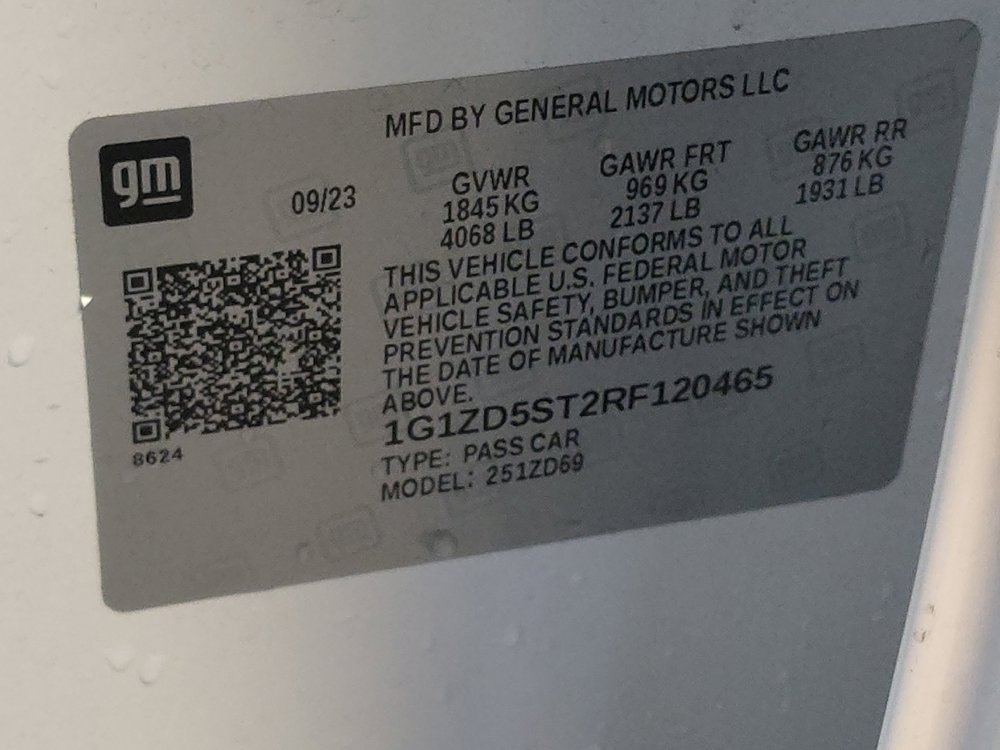 MFD BY GENERAL MOTORS LLC
gm
09/23
GVWR GAWR FRT GAWR RR
1845 KG 969 KG 876 KG
4068 LB 2137 LB 1931 LB
THIS VEHICLE CONFORMS TO ALL
APPLICABLE U.S. FEDERAL MOTOR
VEHICLE SAFETY, BUMPER, AND THEFT
PREVENTION STANDARDS IN EFFECT ON
THE DATE OF MANUFACTURE SHOWN
ABOVE.
1G1ZD5ST2RF120465
8624
TYPE: PASS CAR
MODEL: 251ZD69